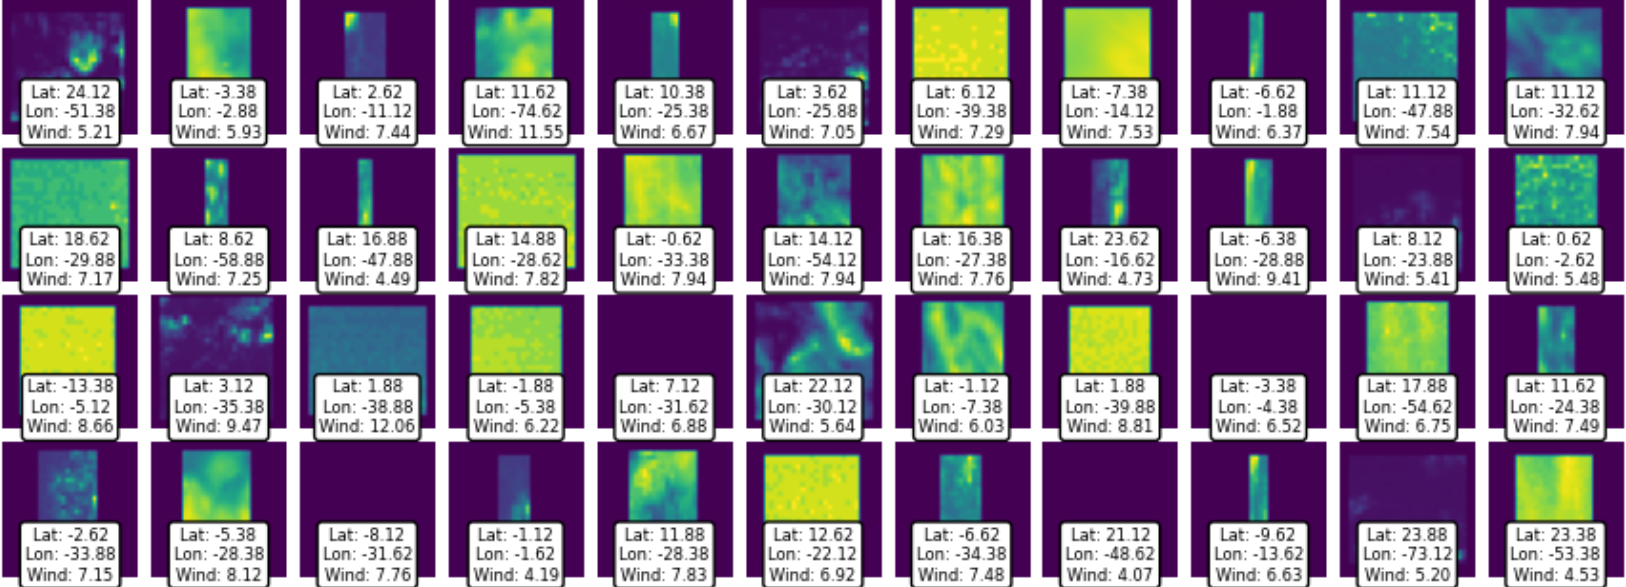 Lat: 24.12
Lon: -51.38
Wind: 5.21
Lat: -3.38
Lon: -2.88
Wind: 5.93
Lat: 2.62
Lon: -11.12
Wind: 7.44
Lat: 11.62
Lon: -74.62
Wind: 11.55
Lat: 10.38
Lon: -25.38
Wind: 6.67
Lat: 3.62
Lon: -25.88
Wind: 7.05
Lat: 6.12
Lon: -39.38
Wind: 7.29
Lat: -7.38
Lon: -14.12
Wind: 7.53
Lat: -6.62
Lon: -1.88
Wind: 6.37
Lat: 11.12
Lon: -47.88
Wind: 7.54
Lat: 11.12
Lon: -32.62
Wind: 7.94
Lat: 18.62
Lon: -29.88
Wind: 7.17
Lat: 8.62
Lon: -58.88
Wind: 7.25
Lat: 16.88
Lon: -47.88
Wind: 4.49
Lat: 14.88
Lon: -28.62
Wind: 7.82
Lat: -0.62
Lon: -33.38
Wind: 7.94
Lat: 14.12
Lon: -54.12
Wind: 7.94
Lat: 16.38
Lon: -27.38
Wind: 7.76
Lat: 23.62
Lon: -16.62
Wind: 4.73
Lat: -6.38
Lon: -28.88
Wind: 9.41
Lat: 8.12
Lon: -23.88
Wind: 5.41
Lat: 0.62
Lon: -2.62
Wind: 5.48
Lat: -13.38
Lon: -5.12
Wind: 8.66
Lat: 3.12
Lon: -35.38
Wind: 9.47
Lat: 1.88
Lon: -38.88
Wind: 12.06
Lat: -1.88
Lon: -5.38
Wind: 6.22
Lat: 7.12
Lon: -31.62
Wind: 6.88
Lat: 22.12
Lon: -30.12
Wind: 5.64
Lat: -1.12
Lon: -7.38
Wind: 6.03
Lat: 1.88
Lon: -39.88
Wind: 8.81
Lat: -3.38
Lon: -4.38
Wind: 6.52
Lat: 17.88
Lon: -54.62
Wind: 6.75
Lat: 11.62
Lon: -24.38
Wind: 7.49
Lat: -2.62
Lon: -33.88
Wind: 7.15
Lat: -5.38
Lon: -28.38
Wind: 8.12
Lat: -8.12
Lon: -31.62
Wind: 7.76
Lat: -1.12
Lon: -1.62
Wind: 4.19
Lat: 11.88
Lon: -28.38
Wind: 7.83
Lat: 12.62
Lon: -22.12
Wind: 6.92
Lat: -6.62
Lon: -34.38
Wind: 7.48
Lat: 21.12
Lon: -48.62
Wind: 4.07
Lat: -9.62
Lon: -13.62
Wind: 6.63
Lat: 23.88
Lon: -73.12
Wind: 5.20
Lat: 23.38
Lon: -53.38
Wind: 4.53